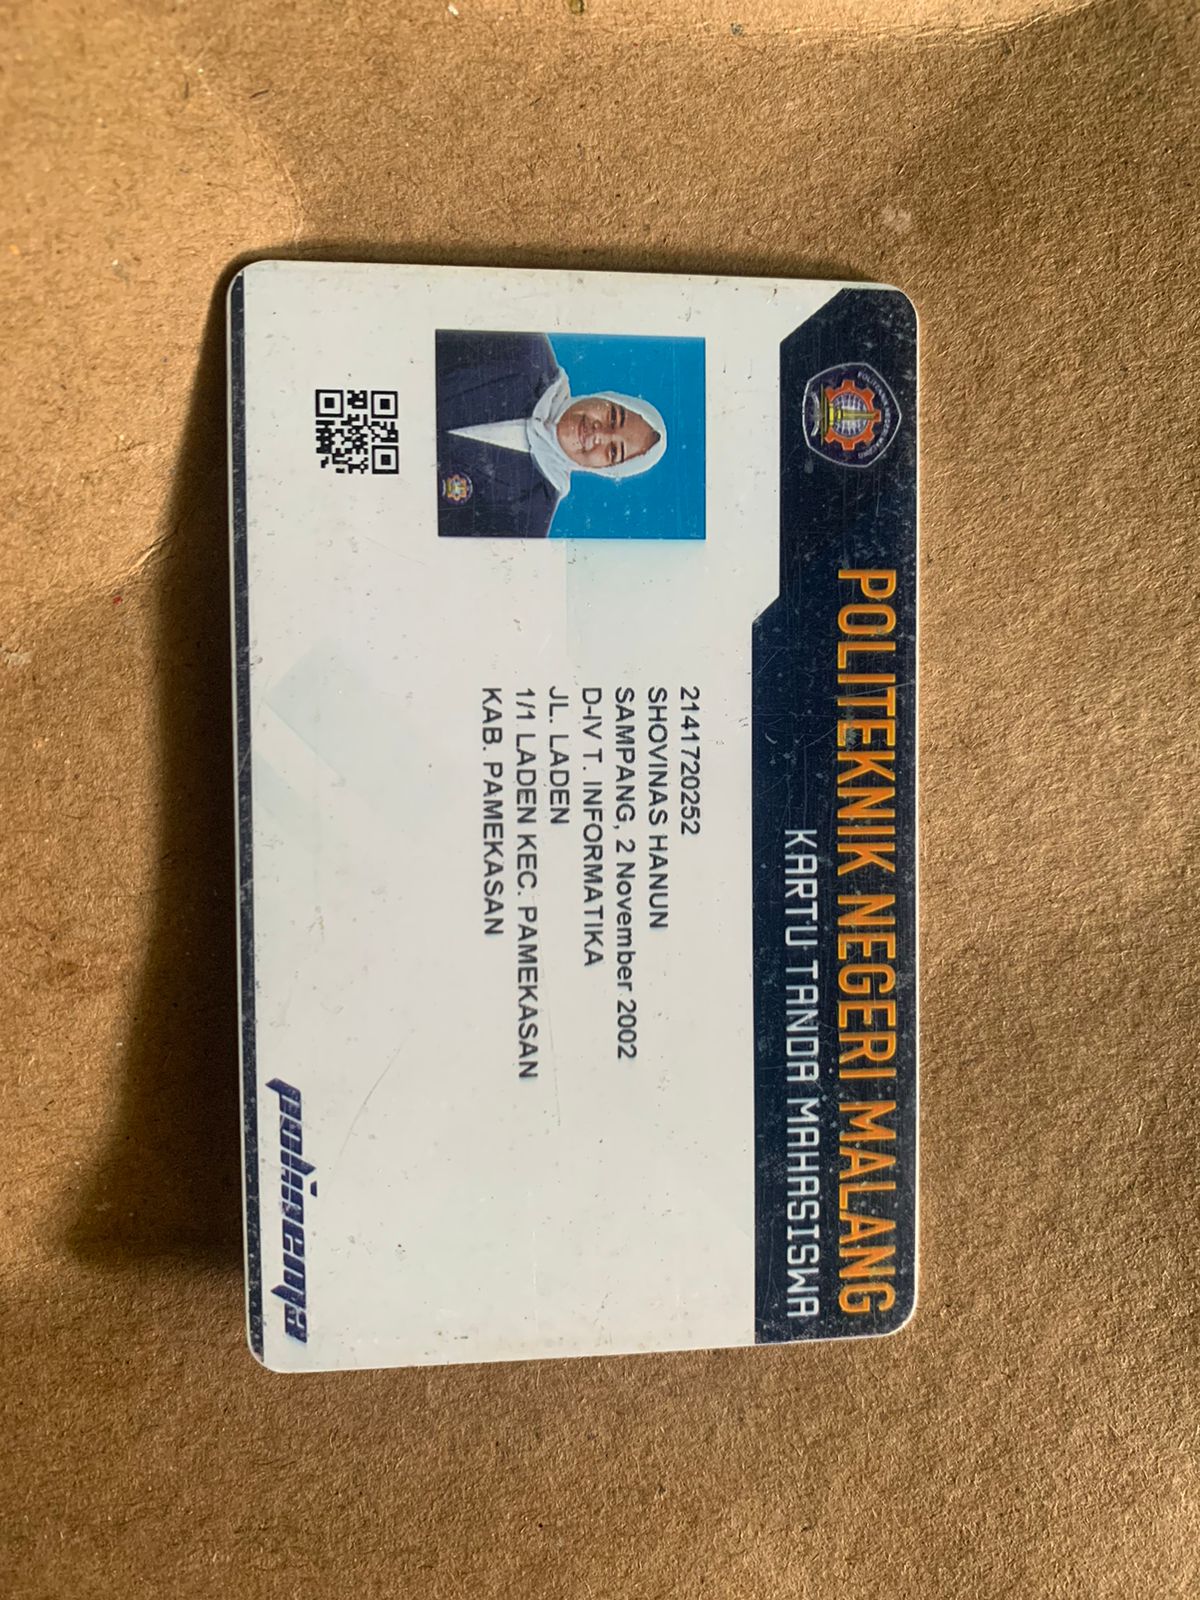 POLITEKNIK NEGERI MALANG
KARTU TANDA MAHASISWA
2141720252
SHOVINAS HANUN
SAMPANG, 2 November 2002
D-IV T. INFORMATIKA
JL. LADEN
1/1 LADEN KEC. PAMEKASAN
KAB. PAMEKASAN
polinema